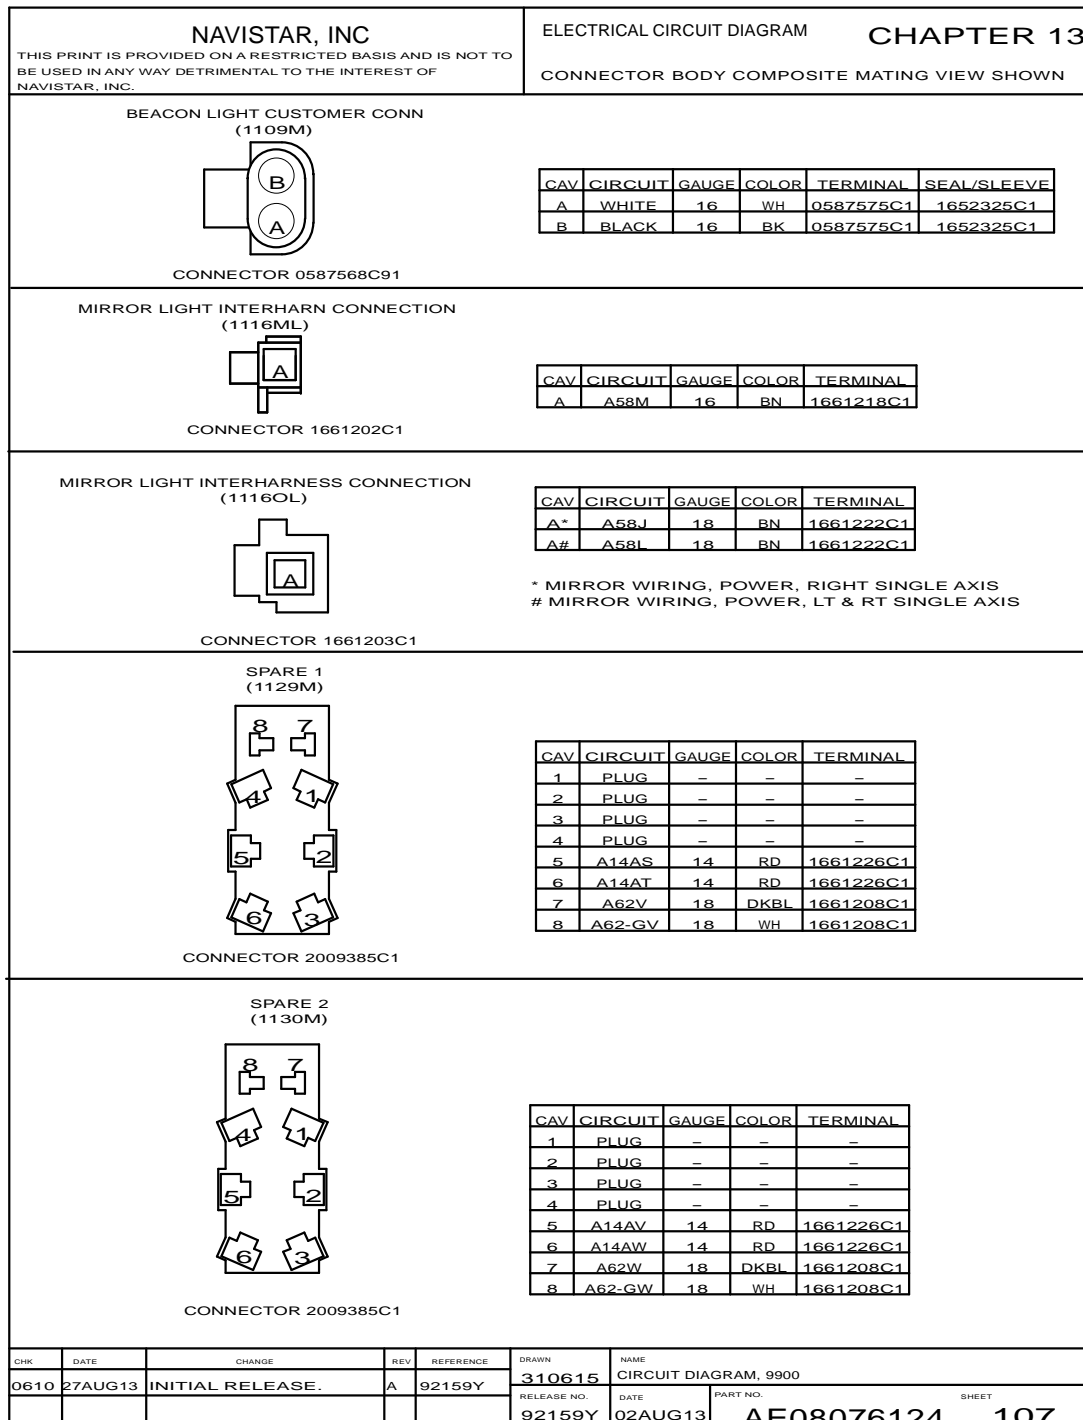 NAVISTAR, INC
THIS PRINT IS PROVIDED ON A RESTRICTED BASIS AND IS NOT TO
BE USED IN ANY WAY DETRIMENTAL TO THE INTEREST OF
NAVISTAR, INC.
ELECTRICAL CIRCUIT DIAGRAM CHAPTER 13
CONNECTOR BODY COMPOSITE MATING VIEW SHOWN
BEACON LIGHT CUSTOMER CONN
(1109M)
B
A
CONNECTOR 0587568C91
CAV CIRCUIT GAUGE COLOR TERMINAL SEAL/SLEEVE
A WHITE 16 WH 0587575C1 1652325C1
B BLACK 16 BK 0587575C1 1652325C1
MIRROR LIGHT INTERHARN CONNECTION
(1116ML)
A
CONNECTOR 1661202C1
CAV CIRCUIT GAUGE COLOR TERMINAL
A A58M 16 BN 1661218C1
MIRROR LIGHT INTERHARNESS CONNECTION
(1116OL)
A
CONNECTOR 1661203C1
CAV CIRCUIT GAUGE COLOR TERMINAL
A* A58J 18 BN 1661222C1
A# A58L 18 BN 1661222C1
* MIRROR WIRING, POWER, RIGHT SINGLE AXIS
# MIRROR WIRING, POWER, LT & RT SINGLE AXIS
SPARE 1
(1129M)
8 7
4 1
5 2
6 3
CONNECTOR 2009385C1
CAV CIRCUIT GAUGE COLOR TERMINAL
1 PLUG – – –
2 PLUG – – –
3 PLUG – – –
4 PLUG – – –
5 A14AS 14 RD 1661226C1
6 A14AT 14 RD 1661226C1
7 A62V 18 DKBL 1661208C1
8 A62-GV 18 WH 1661208C1
SPARE 2
(1130M)
8 7
4 1
5 2
6 3
CONNECTOR 2009385C1
CAV CIRCUIT GAUGE COLOR TERMINAL
1 PLUG – – –
2 PLUG – – –
3 PLUG – – –
4 PLUG – – –
5 A14AV 14 RD 1661226C1
6 A14AW 14 RD 1661226C1
7 A62W 18 DKBL 1661208C1
8 A62-GW 18 WH 1661208C1
CHK DATE CHANGE REV REFERENCE
0610 27AUG13 INITIAL RELEASE. A 92159Y
DRAWN
310615
NAME
CIRCUIT DIAGRAM, 9900
RELEASE NO.
92159Y
DATE
02AUG13
PART NO.
AE08076124
SHEET
107